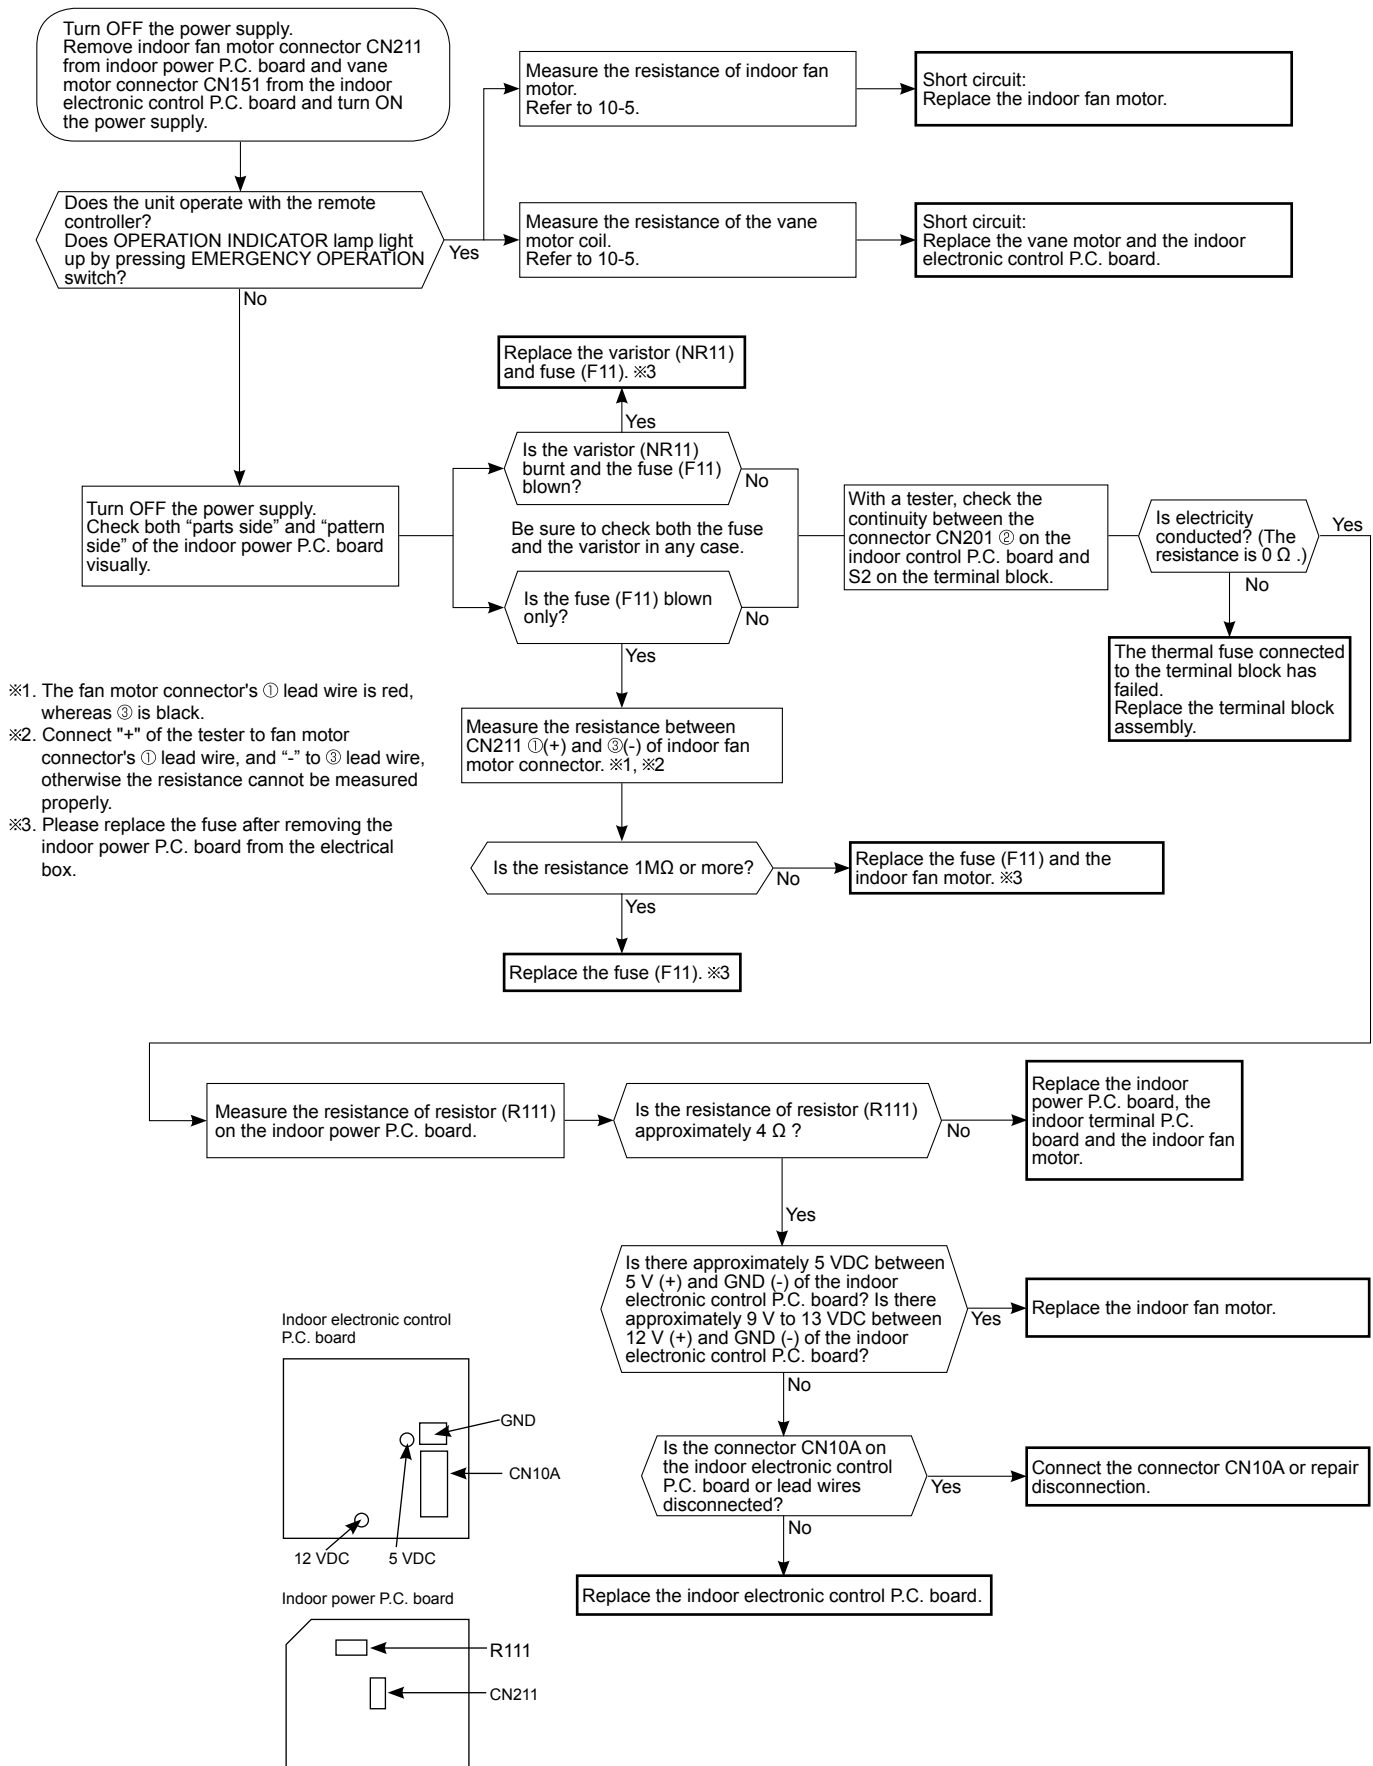 Turn OFF the power supply.
Remove indoor fan motor connector CN211
from indoor power P.C. board and vane
motor connector CN151 from the indoor
electronic control P.C. board and turn ON
the power supply.
Measure the resistance of indoor fan
motor.
Refer to 10-5.
Short circuit:
Replace the indoor fan motor.
Does the unit operate with the remote
controller?
Does OPERATION INDICATOR lamp light
up by pressing EMERGENCY OPERATION
switch?
Yes
Measure the resistance of the vane
motor coil.
Refer to 10-5.
Short circuit:
Replace the vane motor and the indoor
electronic control P.C. board.
No
Replace the varistor (NR11)
and fuse (F11). ※3
Yes
Is the varistor (NR11)
burnt and the fuse (F11)
blown?
No
Turn OFF the power supply.
Check both “parts side” and “pattern
side” of the indoor power P.C. board
visually.
Be sure to check both the fuse
and the varistor in any case.
With a tester, check the
continuity between the
connector CN201 ② on the
indoor control P.C. board and
S2 on the terminal block.
Is electricity
conducted? (The
resistance is 0 Ω .)
Yes
No
Is the fuse (F11) blown
only?
No
Yes
The thermal fuse connected
to the terminal block has
failed.
Replace the terminal block
assembly.
※1. The fan motor connector's ① lead wire is red,
whereas ③ is black.
※2. Connect "+" of the tester to fan motor
connector's ① lead wire, and “-” to ③ lead wire,
otherwise the resistance cannot be measured
properly.
※3. Please replace the fuse after removing the
indoor power P.C. board from the electrical
box.
Measure the resistance between
CN211 ①(+) and ③(-) of indoor fan
motor connector. ※1, ※2
Is the resistance 1MΩ or more?
No
Replace the fuse (F11) and the
indoor fan motor. ※3
Yes
Replace the fuse (F11). ※3
Measure the resistance of resistor (R111)
on the indoor power P.C. board.
Is the resistance of resistor (R111)
approximately 4 Ω ?
No
Replace the indoor
power P.C. board, the
indoor terminal P.C.
board and the indoor fan
motor.
Yes
Is there approximately 5 VDC between
5 V (+) and GND (-) of the indoor
electronic control P.C. board? Is there
approximately 9 V to 13 VDC between
12 V (+) and GND (-) of the indoor
electronic control P.C. board?
Yes
Replace the indoor fan motor.
No
Is the connector CN10A on
the indoor electronic control
P.C. board or lead wires
disconnected?
Yes
Connect the connector CN10A or repair
disconnection.
No
Replace the indoor electronic control P.C. board.
Indoor electronic control
P.C. board
GND
CN10A
12 VDC
5 VDC
Indoor power P.C. board
R111
CN211